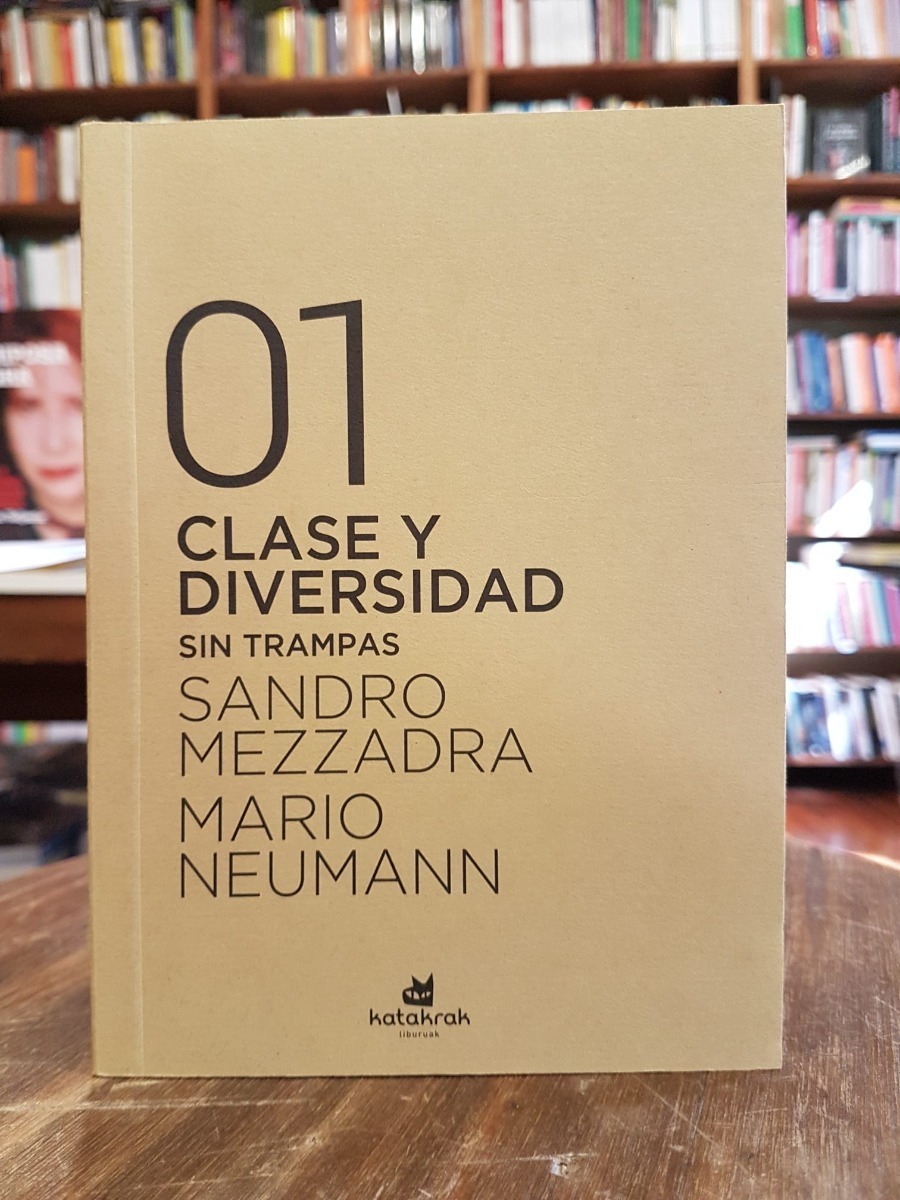 01
CLASE Y
DIVERSIDAD
SIN TRAMPAS
SANDRO
MEZZADRA
MARIO
NEUMANN
katakrak
liburuak